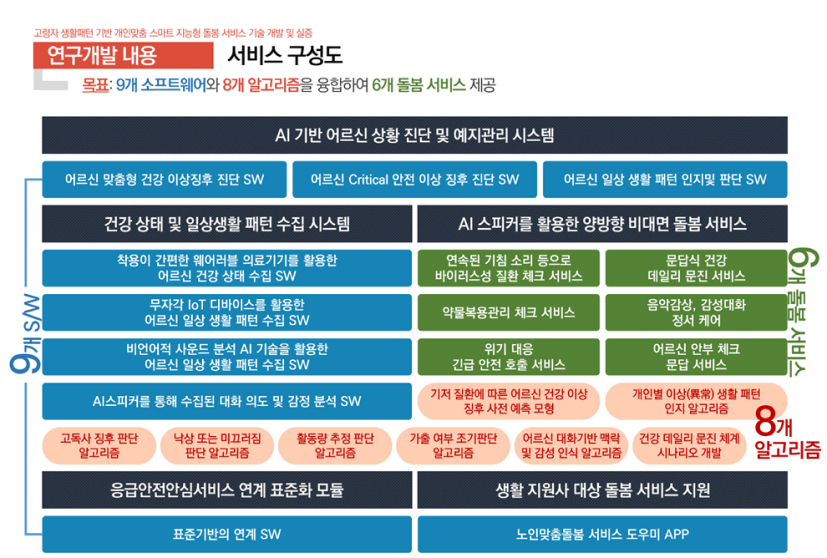 고령자 생활패턴 기반 개인맞춤 스마트 지능형 돌봄 서비스 기술 개발 및 실증
연구개발 내용
서비스 구성도
목표: 9개 소프트웨어와 8개 알고리즘을 융합하여 6개 돌봄 서비스 제공
AI 기반 어르신 상황 진단 및 예지관리 시스템
어르신 맞춤형 건강 이상징후 진단 SW
어르신 Critical 안전 이상 징후 진단 SW
어르신 일상 생활 패턴 인지및 판단 SW
건강 상태 및 일상생활 패턴 수집 시스템
AI 스피커를 활용한 양방향 비대면 돌봄 서비스
착용이 간편한 웨어러블 의료기기를 활용한
어르신 건강 상태 수집 SW
연속된 기침 소리 등으로
바이러스성 질환 체크 서비스
문답식 건강
데일리 문진 서비스
무자각 IoT 디바이스를 활용한
어르신 일상 생활 패턴 수집 SW
약물복용관리 체크 서비스
음악감상, 감성대화
정서 케어
비언어적 사운드 분석 AI 기술을 활용한
어르신 일상 생활 패턴 수집 SW
위기 대응
긴급 안전 호출 서비스
어르신 안부 체크
문답 서비스
9개 S/W
6개 돌봄 서비스
AI스피커를 통해 수집된 대화 의도 및 감정 분석 SW
기저 질환에 따른 어르신 건강 이상
징후 사전 예측 모형
개인별 이상(異常) 생활 패턴
인지 알고리즘
고독사 징후 판단
알고리즘
낙상 또는 미끄러짐
판단 알고리즘
활동량 추정 판단
알고리즘
가출 여부 조기판단
알고리즘
어르신 대화기반 맥락
및 감성 인식 알고리즘
건강 데일리 문진 체계
시나리오 개발
8개
알고리즘
응급안전안심서비스 연계 표준화 모듈
생활 지원사 대상 돌봄 서비스 지원
표준기반의 연계 SW
노인맞춤돌봄 서비스 도우미 APP